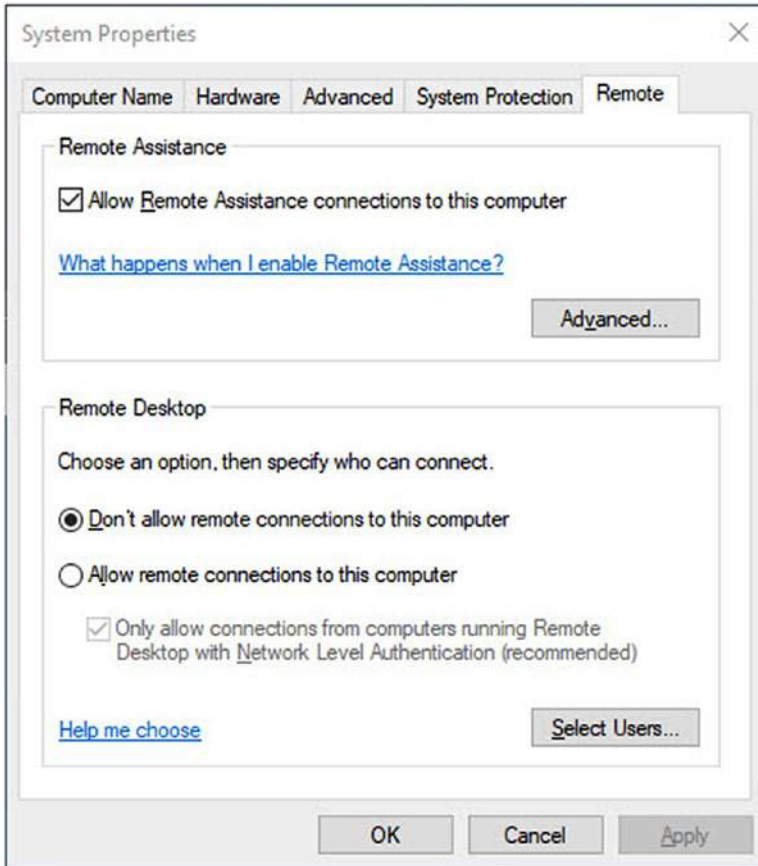 System Properties
Computer Name Hardware Advanced System Protection Remote
Remote Assistance
Allow Remote Assistance connections to this computer
What happens when I enable Remote Assistance?
Advanced...
Remote Desktop
Choose an option, then specify who can connect.
Don't allow remote connections to this computer
Allow remote connections to this computer
Only allow connections from computers running Remote
Desktop with Network Level Authentication (recommended)
Help me choose
Select Users...
OK Cancel Apply